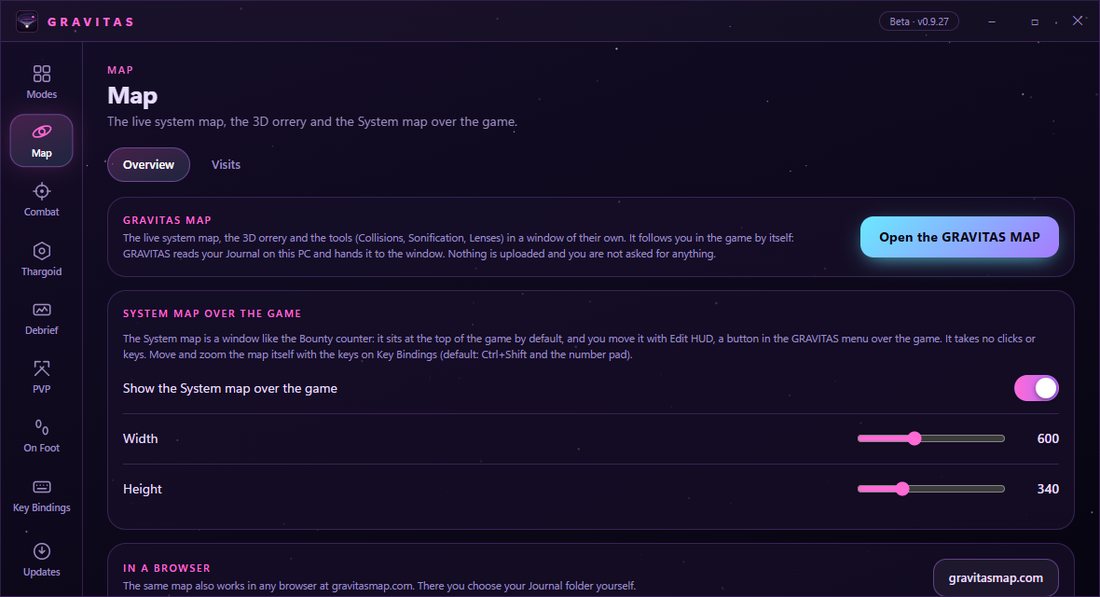 GRAVITAS
Beta · v0.9.27
Modes
Map
Combat
Thargoid
Debrief
PVP
On Foot
Key Bindings
Updates
MAP
Map
The live system map, the 3D orrery and the System map over the game.
Overview
Visits
GRAVITAS MAP
The live system map, the 3D orrery and the tools (Collisions, Sonification, Lenses) in a window of their own. It follows you in the game by itself:
GRAVITAS reads your Journal on this PC and hands it to the window. Nothing is uploaded and you are not asked for anything.
Open the GRAVITAS MAP
SYSTEM MAP OVER THE GAME
The System map is a window like the Bounty counter: it sits at the top of the game by default, and you move it with Edit HUD, a button in the GRAVITAS menu over the game. It takes no clicks or
keys. Move and zoom the map itself with the keys on Key Bindings (default: Ctrl+Shift and the number pad).
Show the System map over the game
Width
600
Height
340
IN A BROWSER
The same map also works in any browser at gravitasmap.com. There you choose your Journal folder yourself.
gravitasmap.com